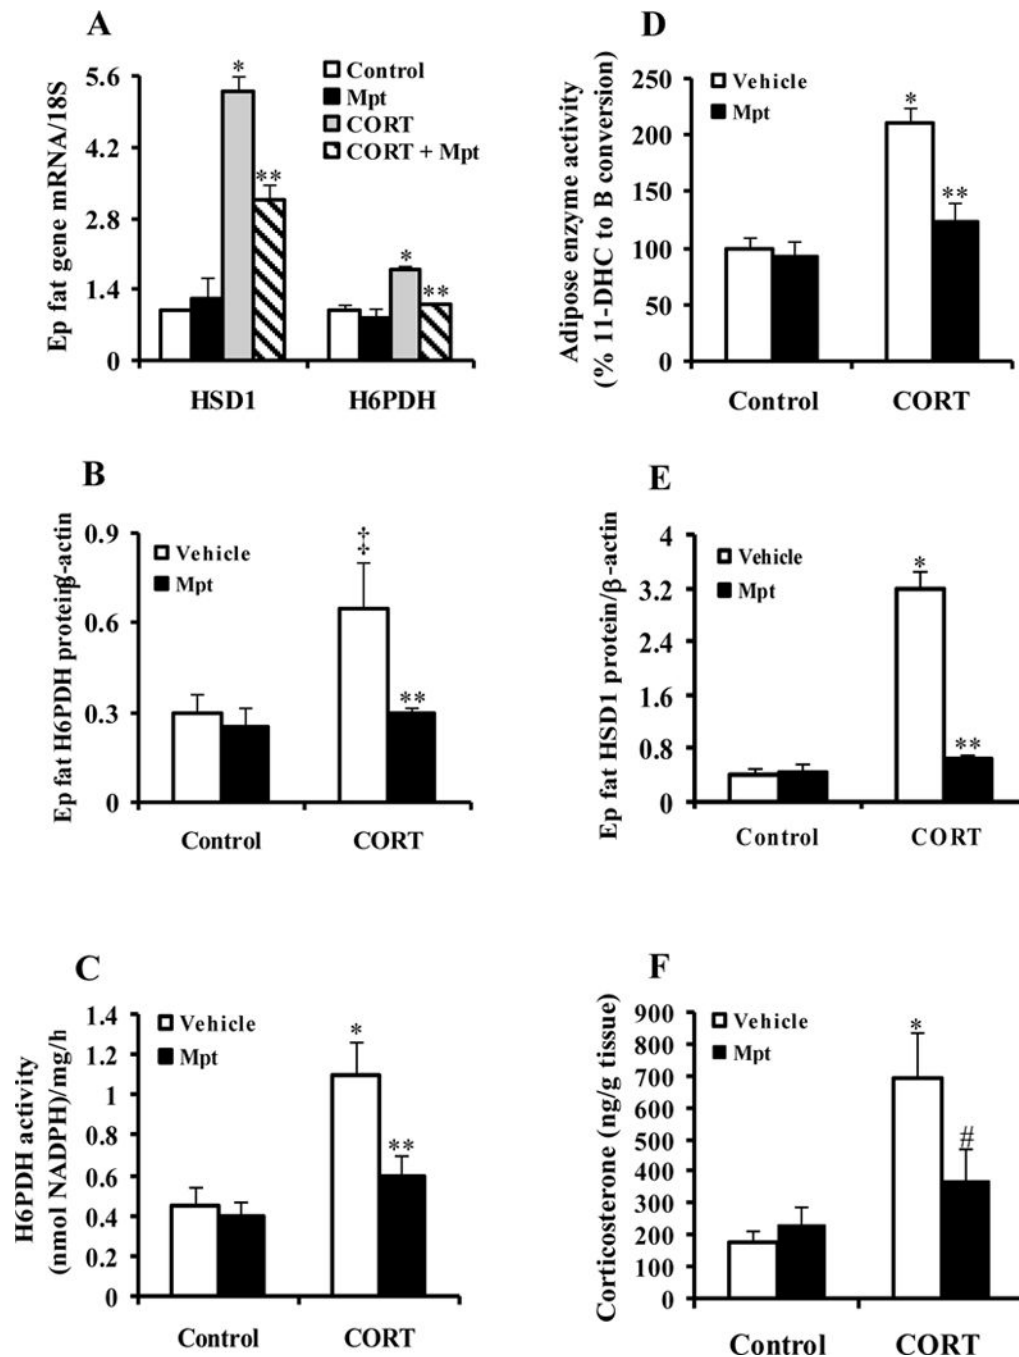 A
Ep fat gene mRNA/18S
5.6
4.2
2.8
1.4
0
Control
Mpt
CORT
CORT + Mpt
*
**
*
**
HSD1
H6PDH
D
Adipose enzyme activity
(% 11-DHC to B conversion)
250
200
150
100
50
0
Vehicle
Mpt
*
**
Control
CORT
B
Ep fat H6PDH protein/β-actin
0.9
0.6
0.3
0
Vehicle
Mpt
‡
**
Control
CORT
E
Ep fat HSD1 protein/β-actin
4
3.2
2.4
1.6
0.8
0
Vehicle
Mpt
*
**
Control
CORT
C
H6PDH activity
(nmol NADPH)/mg/h
1.4
1.2
1
0.8
0.6
0.4
0.2
0
Vehicle
Mpt
*
**
Control
CORT
F
Corticosterone (ng/g tissue)
900
800
700
600
500
400
300
200
100
0
Vehicle
Mpt
*
#
Control
CORT